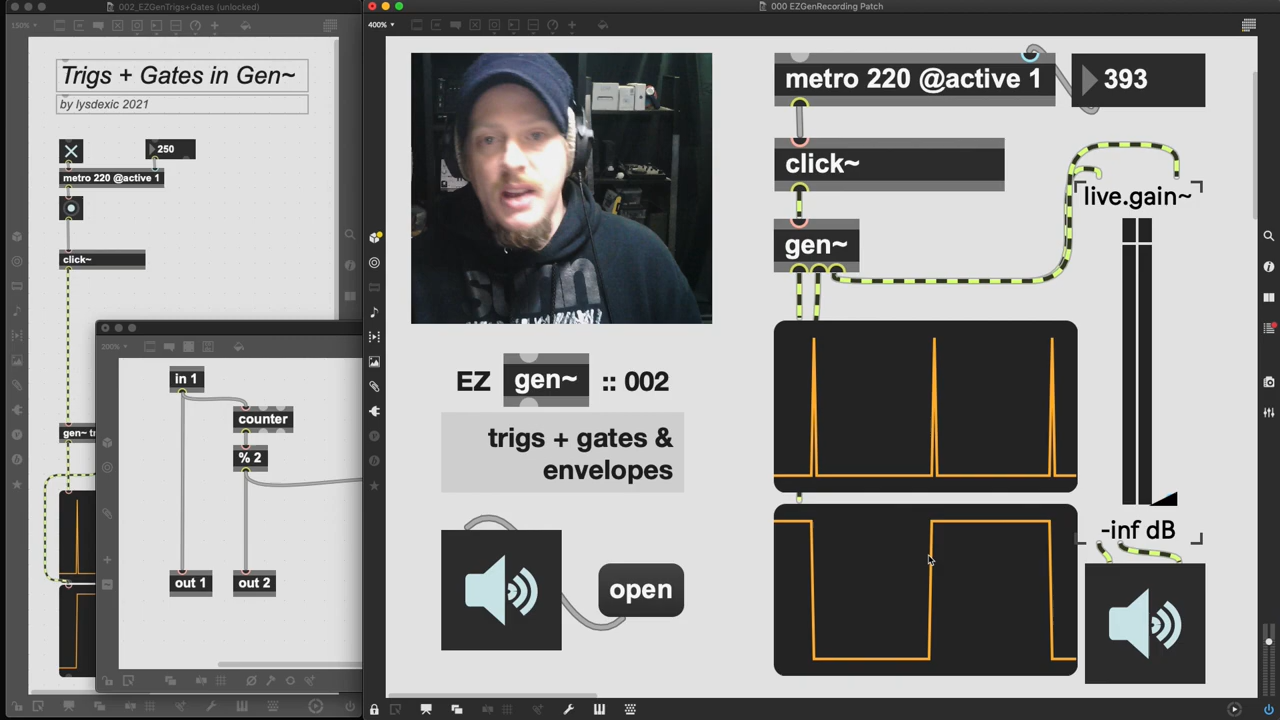 002_EZGenTrigs+Gates (unlocked)
150%
Trigs + Gates in Gen~
by lysdexic 2021
250
metro 220 @active 1
click~
gen~ t
200%
in 1
counter
% 2
out 1
out 2
000 EZGenRecording Patch
400%
metro 220 @active 1
393
click~
gen~
live.gain~
-inf dB
EZ gen~ :: 002
trigs + gates &
envelopes
open